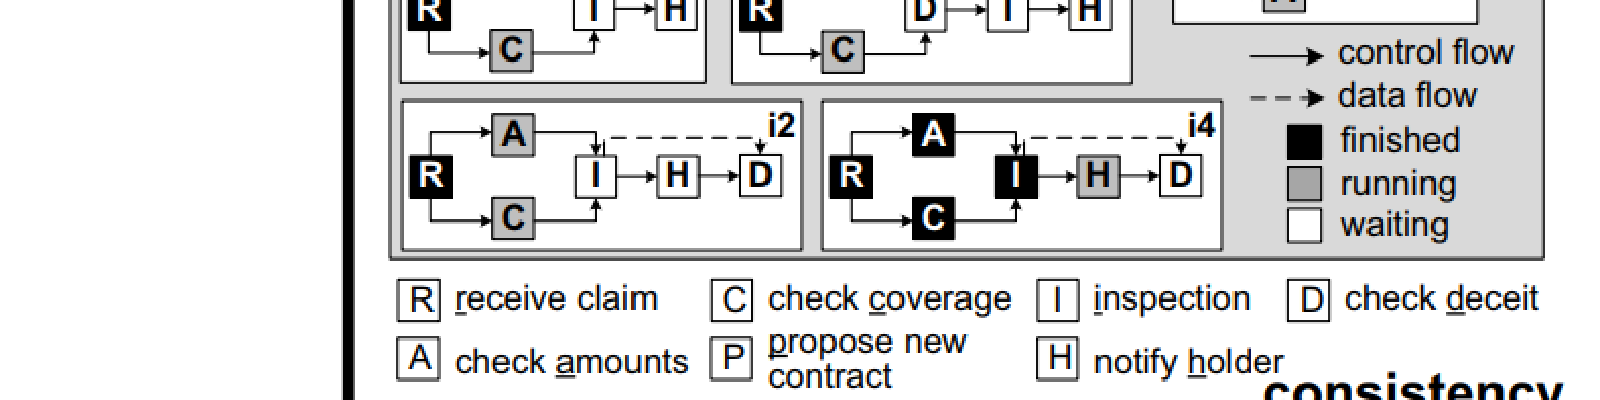 R I H
C
R D I H
C
control flow
data flow
finished
running
waiting
i2
A
R I H D
C
i4
A
R I H D
C
R receive claim C check coverage I inspection D check deceit
A check amounts P propose new contract H notify holder
consistency